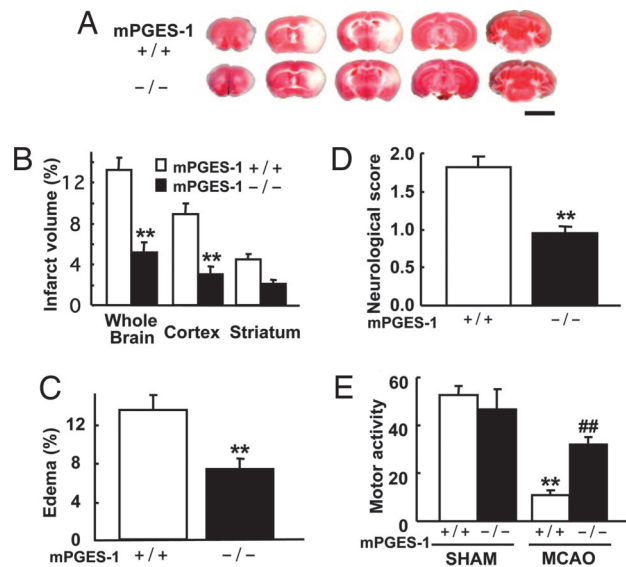 A
mPGES-1
+/+
−/−
B
Infarct volume (%)
12
8
4
0
mPGES-1 +/+
mPGES-1 −/−
**
**
Whole Brain
Cortex
Striatum
C
Edema (%)
12
8
4
0
**
mPGES-1
+/+
−/−
D
Neurological score
2.0
1.5
1.0
0.5
0.0
**
mPGES-1
+/+
−/−
E
Motor activity
60
40
20
0
**
##
mPGES-1
+/+ −/− +/+ −/−
SHAM MCAO